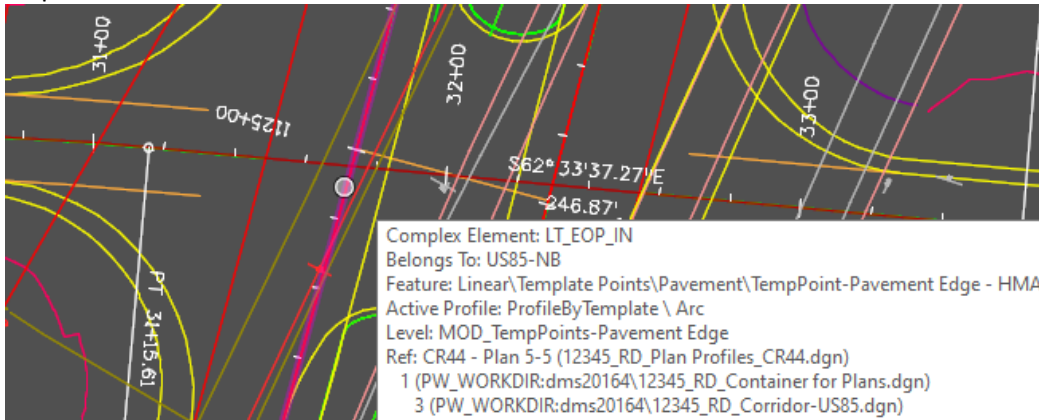 31+00
32+00
33+00
1125+00
S62° 33'37.27"E
246.87'
PT 31+15.61
Complex Element: LT_EOP_IN
Belongs To: US85-NB
Feature: Linear\Template Points\Pavement\TempPoint-Pavement Edge - HMA
Active Profile: ProfileByTemplate \ Arc
Level: MOD_TempPoints-Pavement Edge
Ref: CR44 - Plan 5-5 (12345_RD_Plan Profiles_CR44.dgn)
1 (PW_WORKDIR:dms20164\12345_RD_Container for Plans.dgn)
3 (PW_WORKDIR:dms20164\12345_RD_Corridor-US85.dgn)